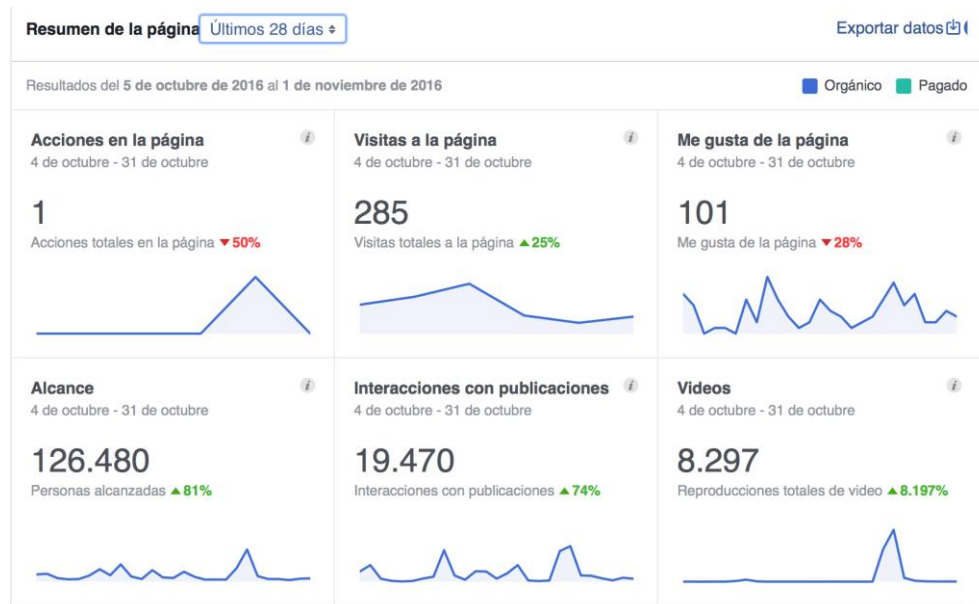 Resumen de la página Últimos 28 días
Exportar datos
Resultados del 5 de octubre de 2016 al 1 de noviembre de 2016
Orgánico Pagado
Acciones en la página
4 de octubre - 31 de octubre
1
Acciones totales en la página ▼50%
Visitas a la página
4 de octubre - 31 de octubre
285
Visitas totales a la página ▲25%
Me gusta de la página
4 de octubre - 31 de octubre
101
Me gusta de la página ▼28%
Alcance
4 de octubre - 31 de octubre
126.480
Personas alcanzadas ▲81%
Interacciones con publicaciones
4 de octubre - 31 de octubre
19.470
Interacciones con publicaciones ▲74%
Videos
4 de octubre - 31 de octubre
8.297
Reproducciones totales de video ▲8.197%